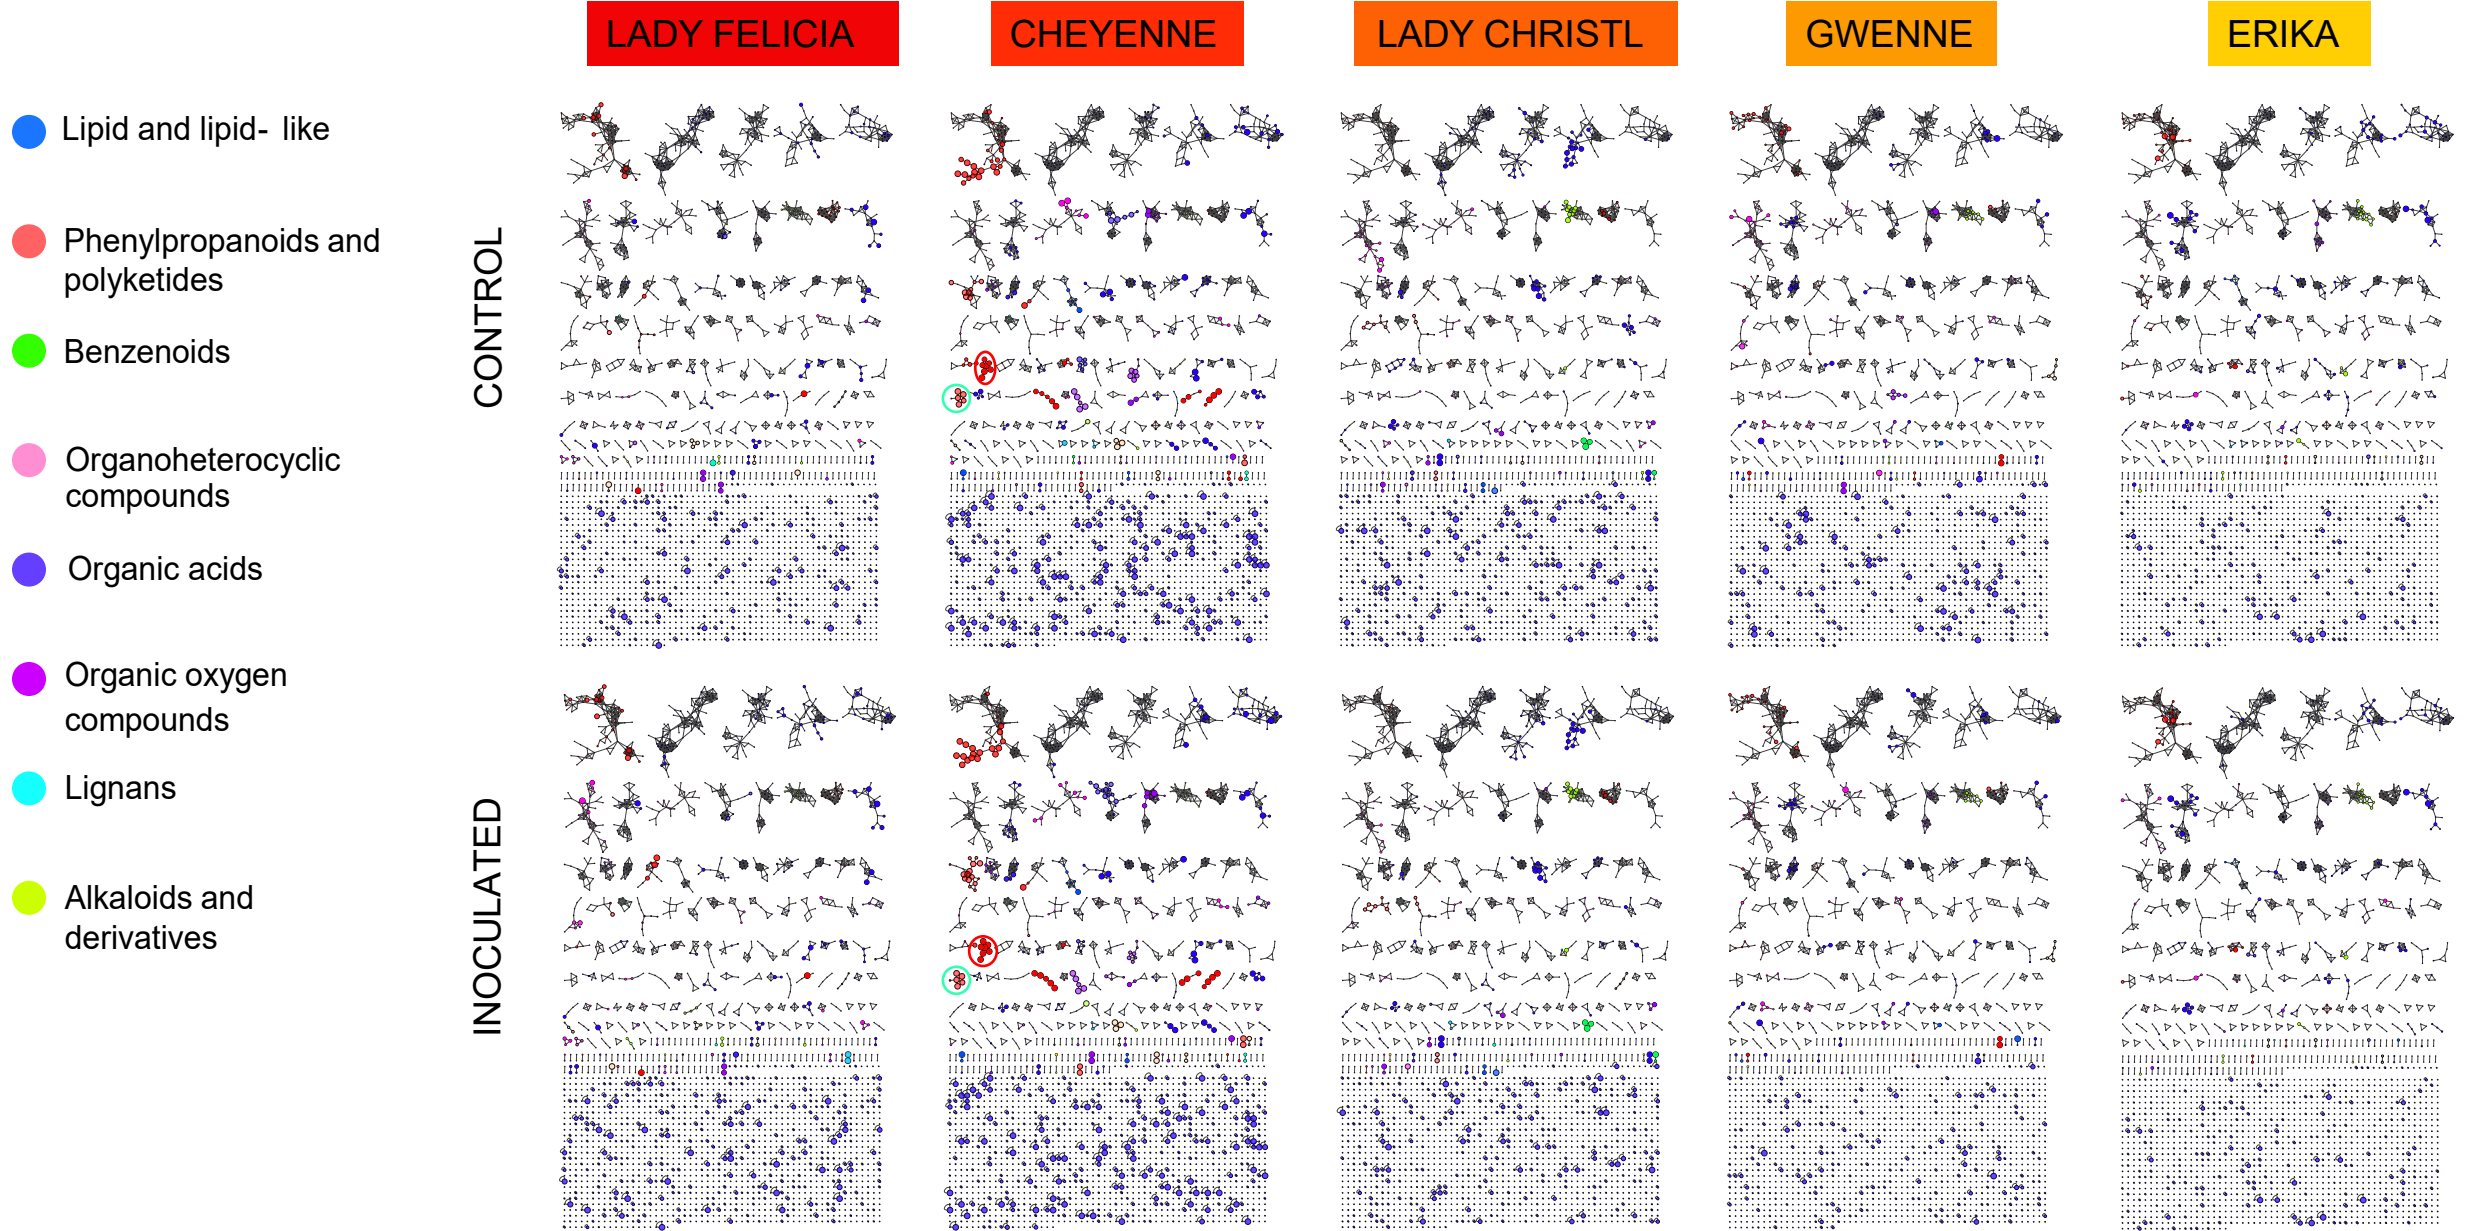 LADY FELICIA
CHEYENNE
LADY CHRISTL
GWENNE
ERIKA
Lipid and lipid- like
Phenylpropanoids and
polyketides
Benzenoids
Organoheterocyclic
compounds
Organic acids
Organic oxygen
compounds
Lignans
Alkaloids and
derivatives
CONTROL
INOCULATED